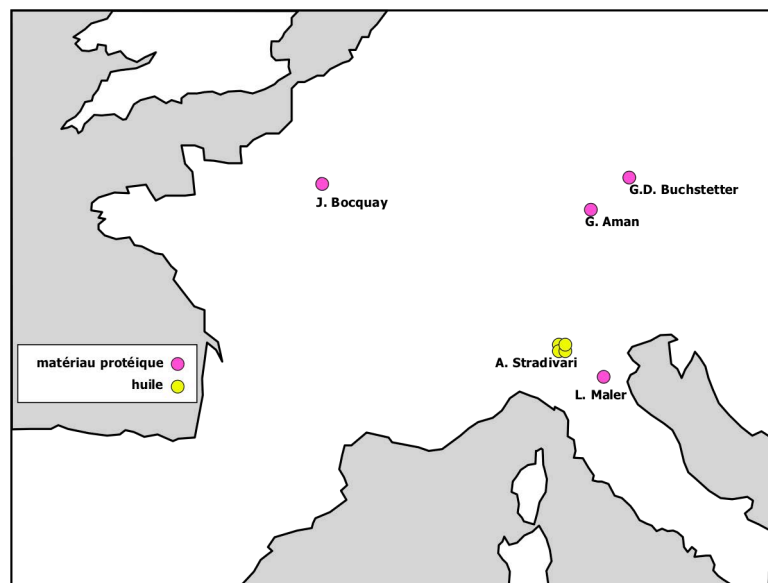 G.D. Buchstetter
J. Bocquay
G. Aman
matériau protéique
huile
A. Stradivari
L. Maler